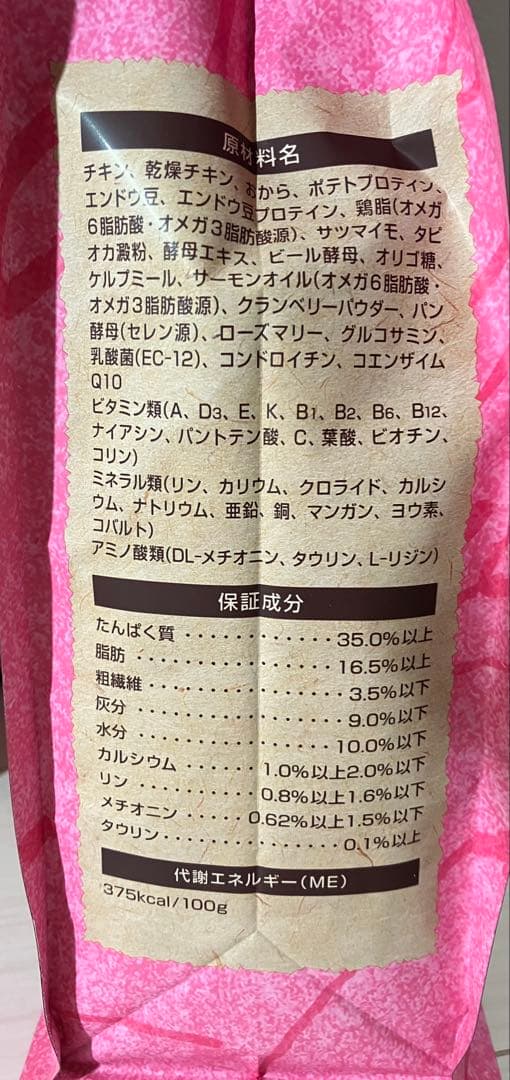 原材料名
チキン、乾燥チキン、おから、ポテトプロテイン、
エンドウ豆、エンドウ豆プロテイン、鶏脂(オメガ
6脂肪酸・オメガ3脂肪酸源)、サツマイモ、タピ
オカ澱粉、酵母エキス、ビール酵母、オリゴ糖、
ケルプミール、サーモンオイル(オメガ6脂肪酸・
オメガ3脂肪酸源)、クランベリーパウダー、パン
酵母(セレン源)、ローズマリー、グルコサミン、
乳酸菌(EC-12)、コンドロイチン、コエンザイム
Q10
ビタミン類(A、D3、E、K、B1、B2、B6、B12、
ナイアシン、パントテン酸、C、葉酸、ビオチン、
コリン)
ミネラル類(リン、カリウム、クロライド、カルシ
ウム、ナトリウム、亜鉛、銅、マンガン、ヨウ素、
コバルト)
アミノ酸類(DL-メチオニン、タウリン、L-リジン)
保証成分
たんぱく質 ・・・・・・・・・・・・・ 35.0%以上
脂肪 ・・・・・・・・・・・・・・・・・ 16.5%以上
粗繊維 ・・・・・・・・・・・・・・・・ 3.5%以下
灰分 ・・・・・・・・・・・・・・・・・ 9.0%以下
水分 ・・・・・・・・・・・・・・・・ 10.0%以下
カルシウム ・・・・・・ 1.0%以上2.0%以下
リン ・・・・・・・・・・・ 0.8%以上1.6%以下
メチオニン ・・・・・ 0.62%以上1.5%以下
タウリン ・・・・・・・・・・・・・・・ 0.1%以上
代謝エネルギー(ME)
375kcal/100g